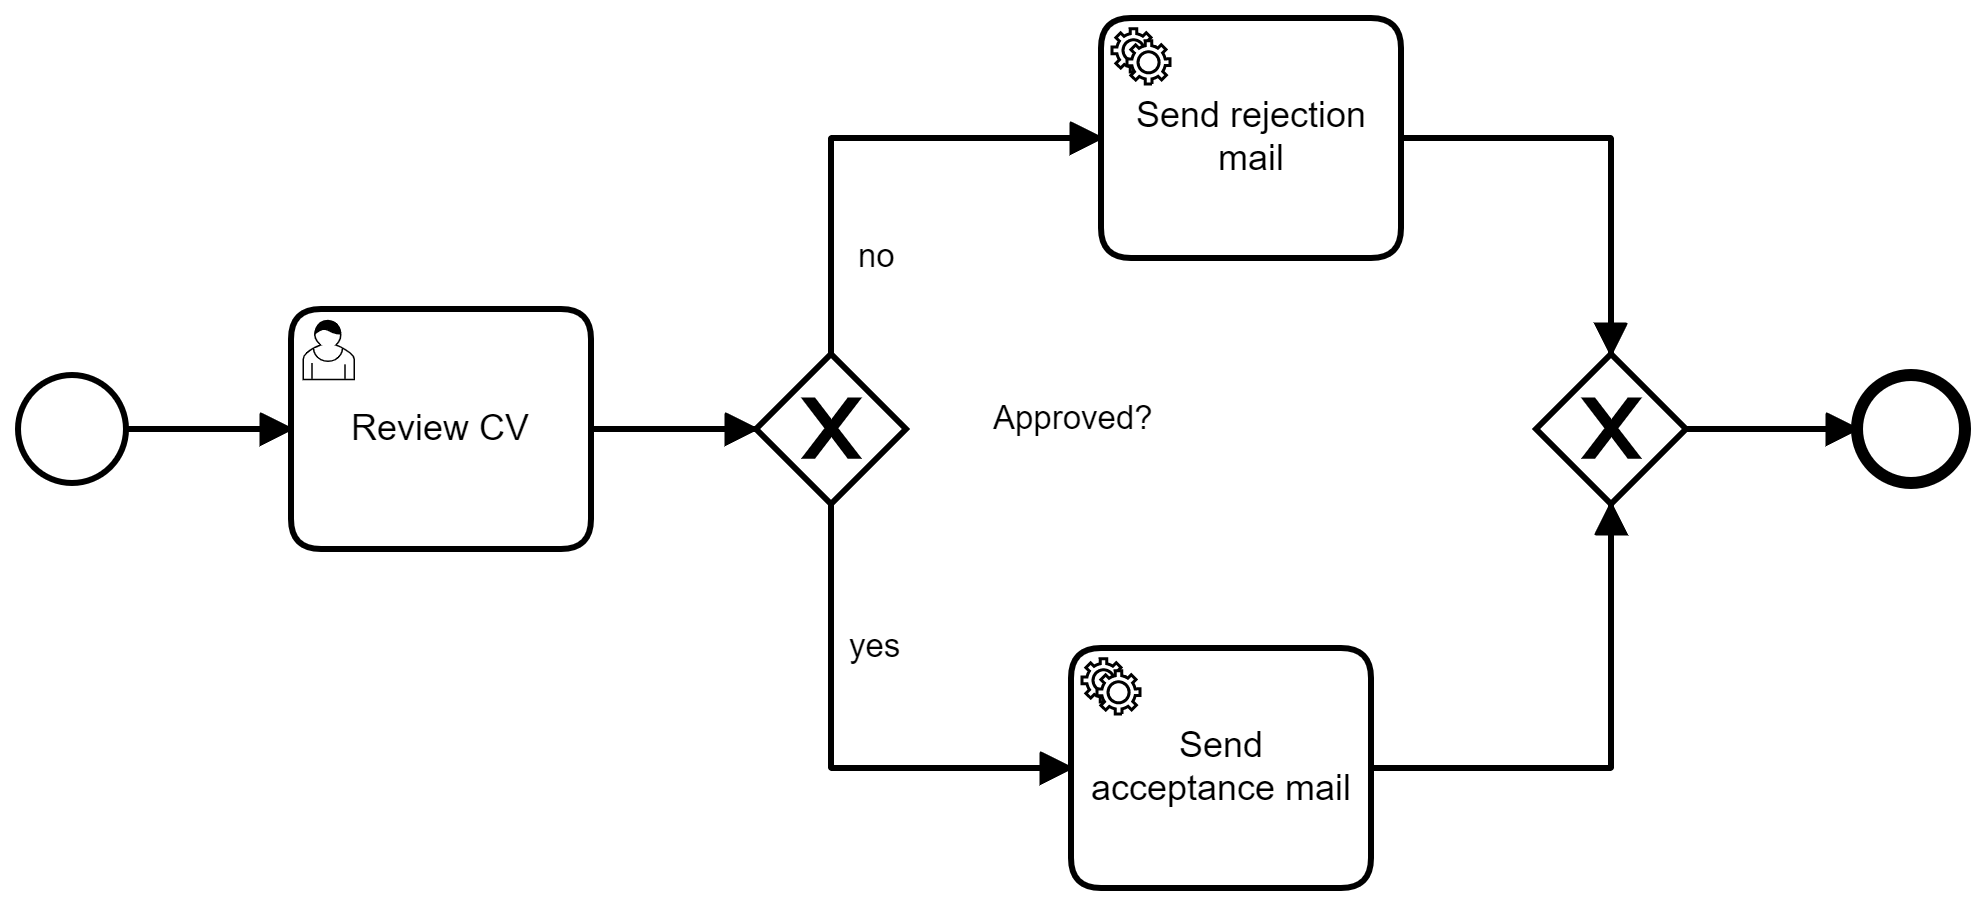 Send rejection
mail
no
Review CV
Approved?
yes
Send
acceptance mail